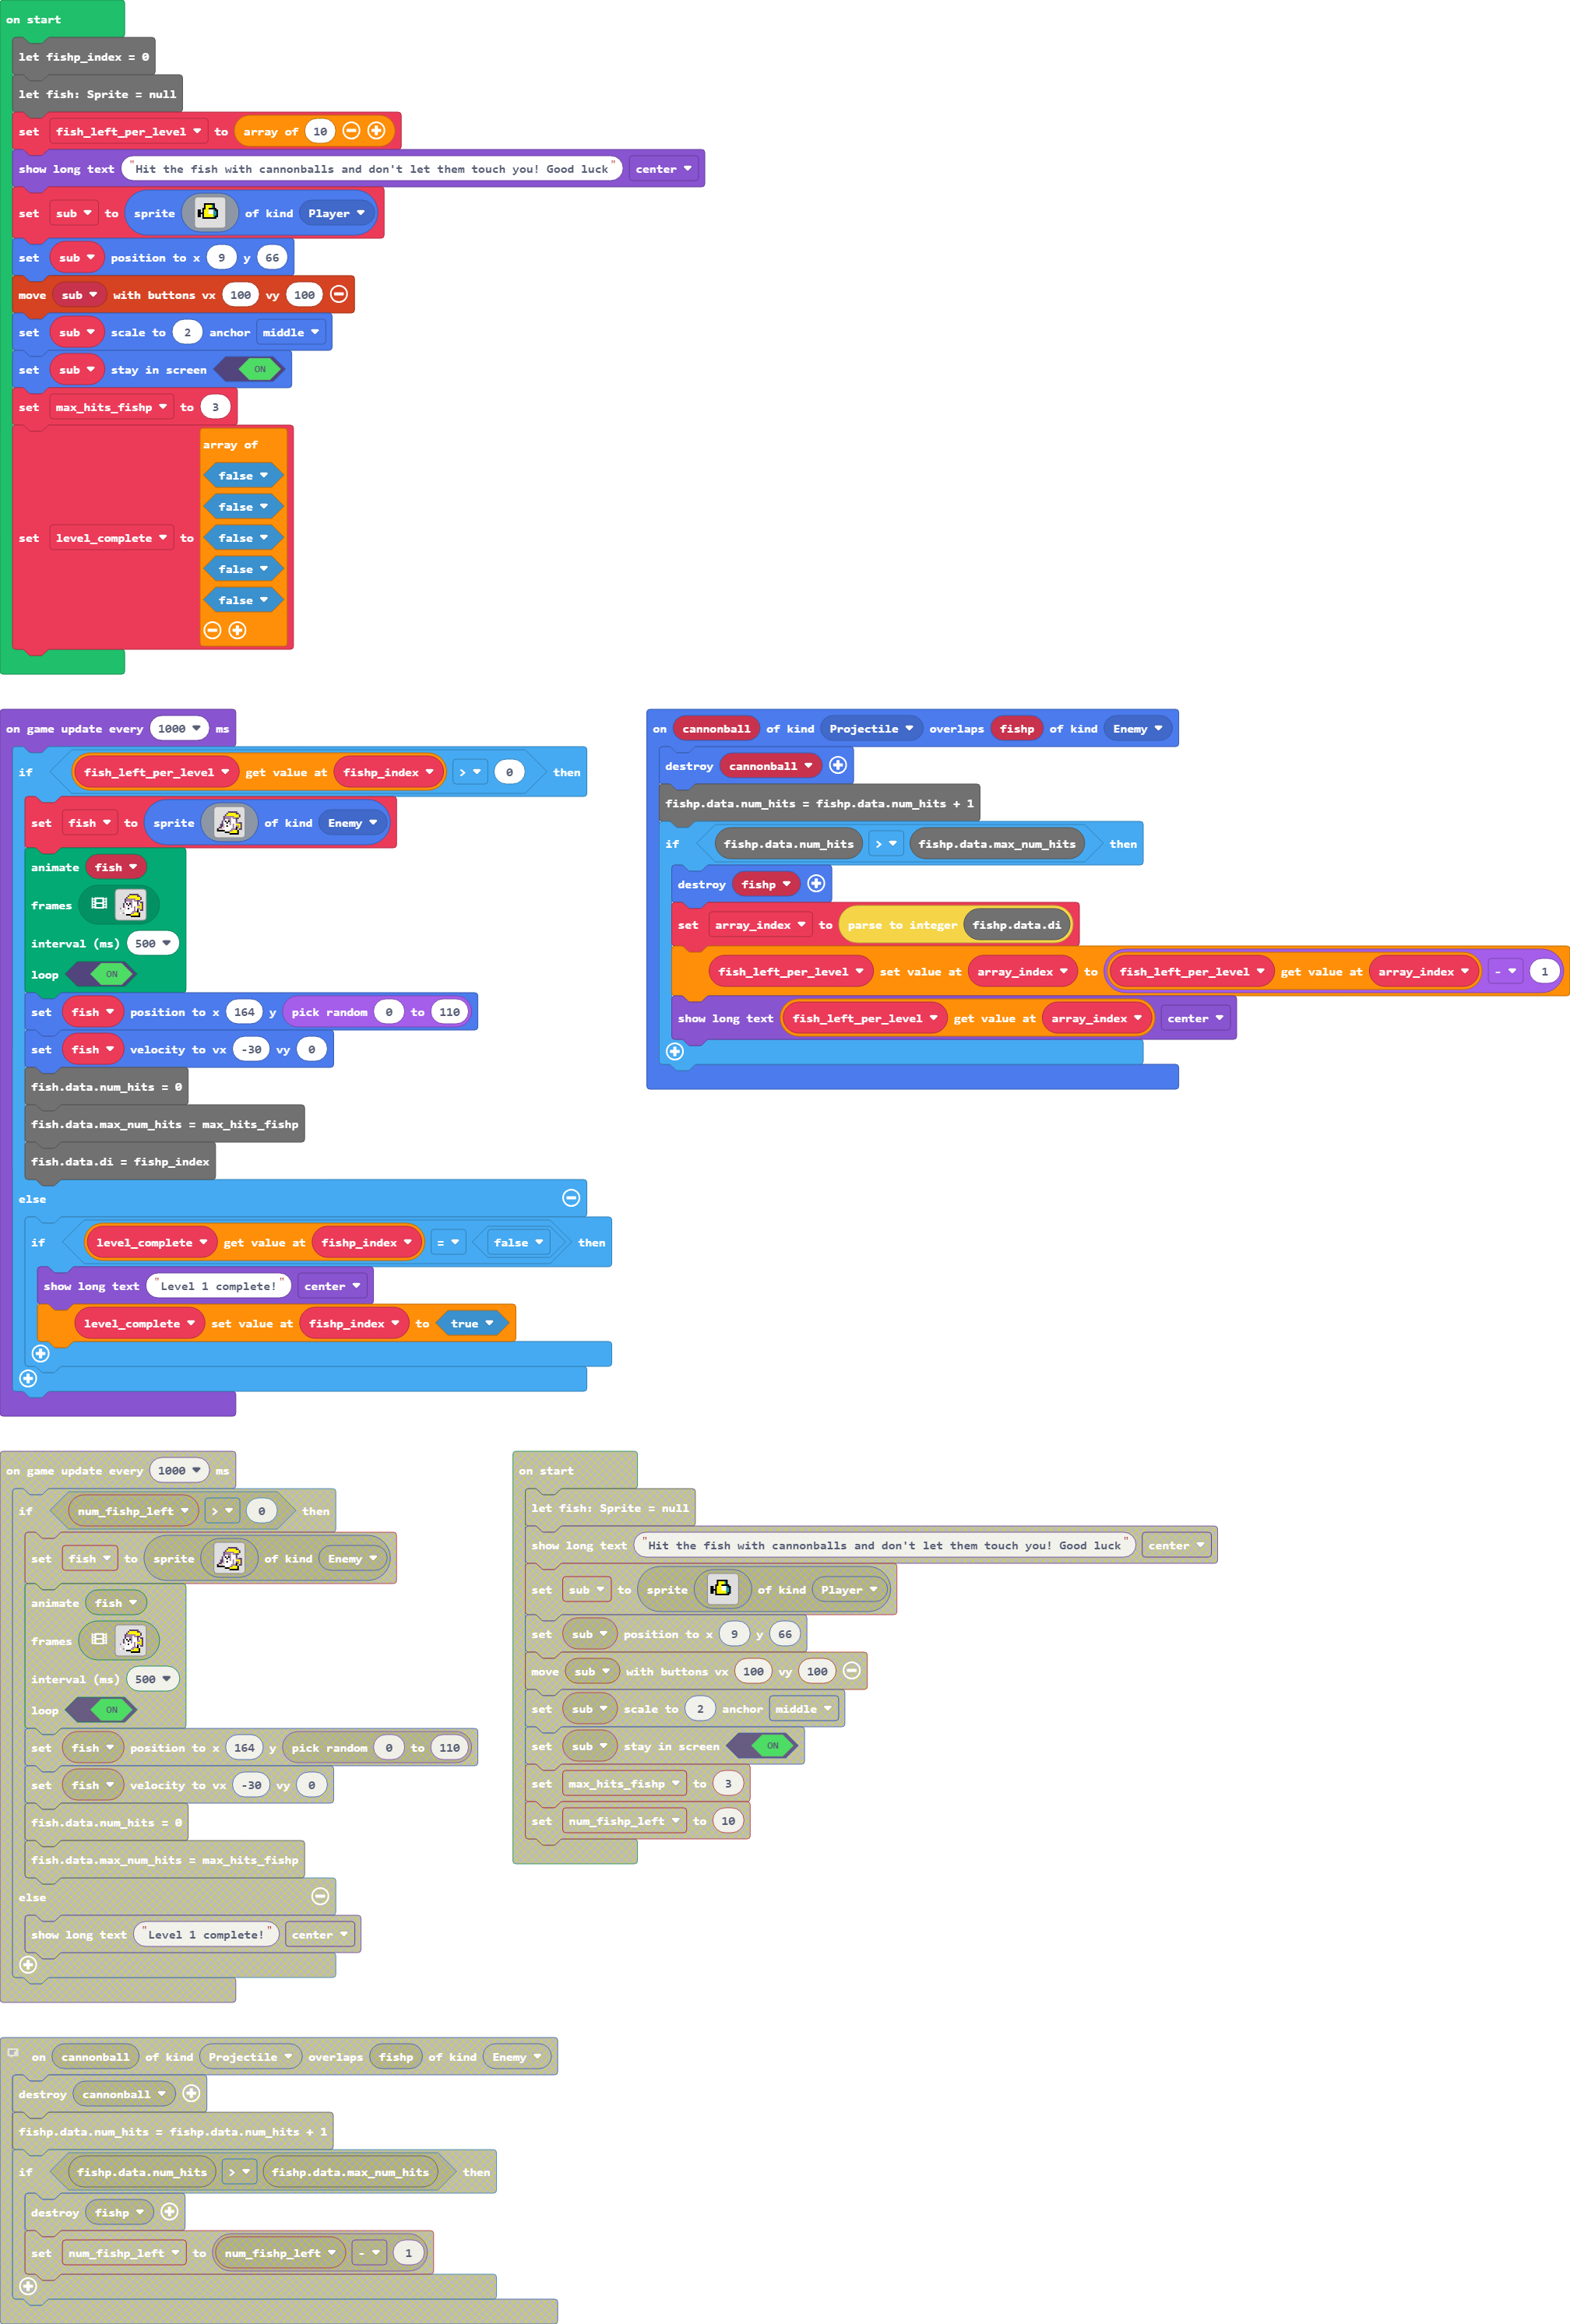 on start
let fishp_index = 0
let fish: Sprite = null
set fish_left_per_level to array of 10
show long text "Hit the fish with cannonballs and don't let them touch you! Good luck" center
set sub to sprite of kind Player
set sub position to x 9 y 66
move sub with buttons vx 100 vy 100
set sub scale to 2 anchor middle
set sub stay in screen ON
set max_hits_fishp to 3
array of
false
false
set level_complete to false
false
false
on game update every 1000 ms
if fish_left_per_level get value at fishp_index > 0 then
set fish to sprite of kind Enemy
animate fish
frames
interval (ms) 500
loop ON
set fish position to x 164 y pick random 0 to 110
set fish velocity to vx -30 vy 0
fish.data.num_hits = 0
fish.data.max_num_hits = max_hits_fishp
fish.data.di = fishp_index
else
if level_complete get value at fishp_index = false then
show long text "Level 1 complete!" center
level_complete set value at fishp_index to true
on cannonball of kind Projectile overlaps fishp of kind Enemy
destroy cannonball
fishp.data.num_hits = fishp.data.num_hits + 1
if fishp.data.num_hits > fishp.data.max_num_hits then
destroy fishp
set array_index to parse to integer fishp.data.di
fish_left_per_level set value at array_index to fish_left_per_level get value at array_index - 1
show long text fish_left_per_level get value at array_index center
on game update every 1000 ms
if num_fishp_left > 0 then
set fish to sprite of kind Enemy
animate fish
frames
interval (ms) 500
loop ON
set fish position to x 164 y pick random 0 to 110
set fish velocity to vx -30 vy 0
fish.data.num_hits = 0
fish.data.max_num_hits = max_hits_fishp
else
show long text "Level 1 complete!" center
on start
let fish: Sprite = null
show long text "Hit the fish with cannonballs and don't let them touch you! Good luck" center
set sub to sprite of kind Player
set sub position to x 9 y 66
move sub with buttons vx 100 vy 100
set sub scale to 2 anchor middle
set sub stay in screen ON
set max_hits_fishp to 3
set num_fishp_left to 10
on cannonball of kind Projectile overlaps fishp of kind Enemy
destroy cannonball
fishp.data.num_hits = fishp.data.num_hits + 1
if fishp.data.num_hits > fishp.data.max_num_hits then
destroy fishp
set num_fishp_left to num_fishp_left - 1